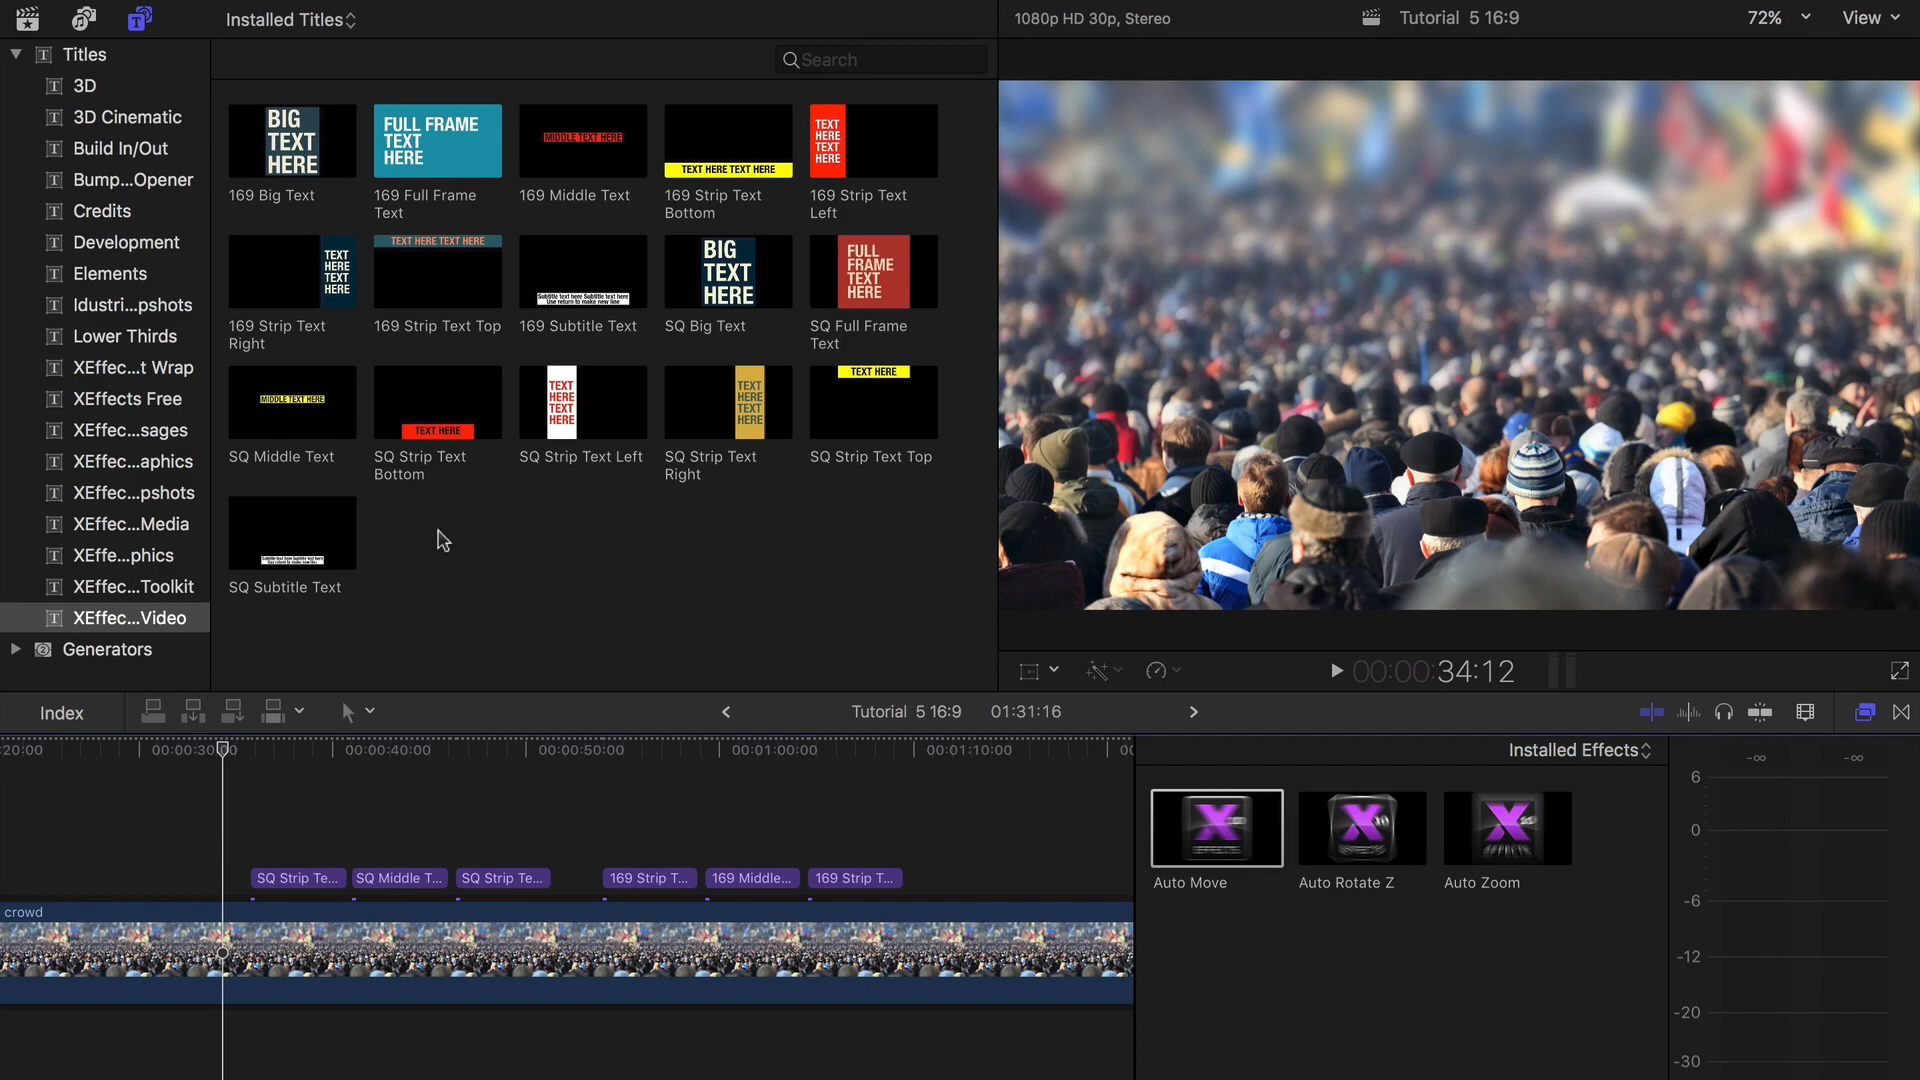 Installed Titles
1080p HD 30p, Stereo
Tutorial 5 16:9
72%
View
Titles
3D
3D Cinematic
Build In/Out
Bump...Opener
Credits
Development
Elements
Idustri...pshots
Lower Thirds
XEffec...t Wrap
XEffects Free
XEffec...sages
XEffec...aphics
XEffec...pshots
XEffec...Media
XEffe...phics
XEffec...Toolkit
XEffec...Video
Generators
Search
BIG
TEXT
HERE
169 Big Text
FULL FRAME
TEXT
HERE
169 Full Frame
Text
MIDDLE TEXT HERE
169 Middle Text
TEXT HERE TEXT HERE
169 Strip Text
Bottom
TEXT
HERE
TEXT
HERE
169 Strip Text
Left
TEXT
HERE
TEXT
HERE
169 Strip Text
Right
TEXT HERE TEXT HERE
169 Strip Text Top
Subtitle text here Subtitle text here
Use return to make new line
169 Subtitle Text
BIG
TEXT
HERE
SQ Big Text
FULL
FRAME
TEXT
HERE
SQ Full Frame
Text
MIDDLE TEXT HERE
SQ Middle Text
TEXT HERE
SQ Strip Text
Bottom
TEXT
HERE
TEXT
HERE
SQ Strip Text Left
TEXT
HERE
TEXT
HERE
SQ Strip Text
Right
TEXT HERE
SQ Strip Text Top
Subtitle text here Subtitle text here
Use return to make new line
SQ Subtitle Text
00:00:34:12
Index
Tutorial 5 16:9
01:31:16
:20:00
00:00:30:00
00:00:40:00
00:00:50:00
00:01:00:00
00:01:10:00
00
SQ Strip Te...
SQ Middle T...
SQ Strip Te...
169 Strip T...
169 Middle...
169 Strip T...
crowd
Installed Effects
X
Auto Move
X
Auto Rotate Z
X
Auto Zoom
-∞
-∞
6
0
-6
-12
-20
-30